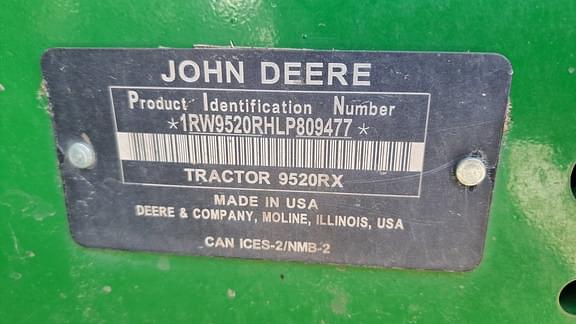 JOHN DEERE
Product Identification Number
*1RW9520RHLP809477*
TRACTOR 9520RX
MADE IN USA
DEERE & COMPANY, MOLINE, ILLINOIS, USA
CAN ICES-2/NMB-2